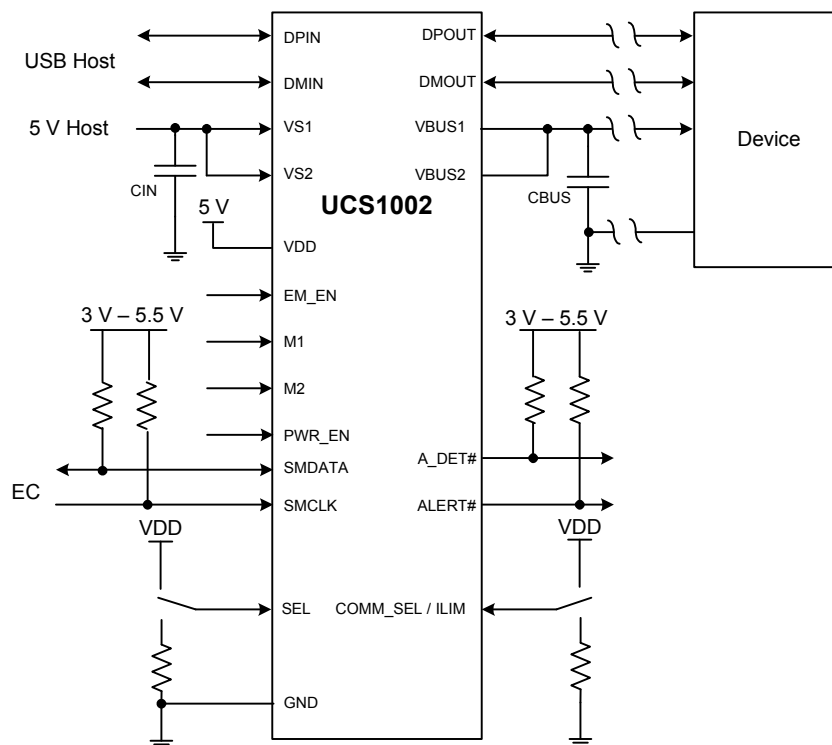 DPIN
DPOUT
USB Host
DMIN
DMOUT
5 V Host
VS1
VBUS1
Device
VS2
VBUS2
CIN
CBUS
UCS1002
5 V
VDD
EM_EN
3 V – 5.5 V
3 V – 5.5 V
M1
M2
PWR_EN
A_DET#
SMDATA
EC
SMCLK
ALERT#
VDD
VDD
SEL
COMM_SEL / ILIM
GND